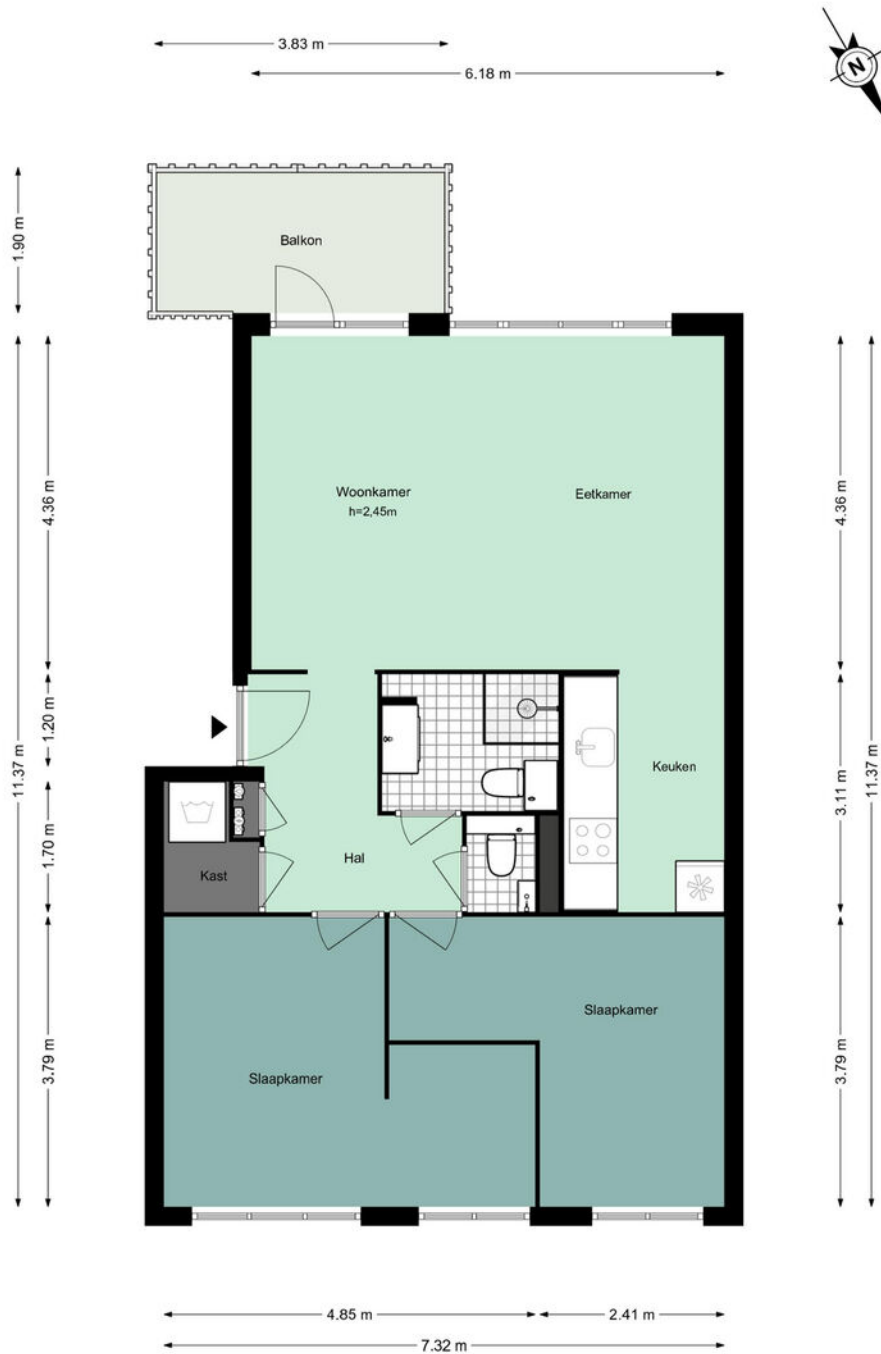 3.83 m
6.18 m
N
1.90 m
Balkon
11.37 m
4.36 m
Woonkamer
h=2,45m
Eetkamer
4.36 m
11.37 m
1.20 m
Keuken
3.11 m
1.70 m
Kast
Hal
3.79 m
Slaapkamer
Slaapkamer
3.79 m
4.85 m
2.41 m
7.32 m